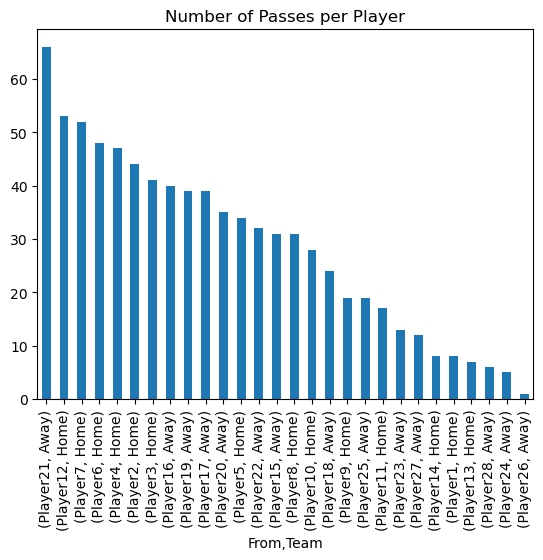 Number of Passes per Player
60
50
40
30
20
10
0
(Player21, Away)
(Player12, Home)
(Player7, Home)
(Player6, Home)
(Player4, Home)
(Player2, Home)
(Player3, Home)
(Player16, Away)
(Player19, Away)
(Player17, Away)
(Player20, Away)
(Player5, Home)
(Player22, Away)
(Player15, Away)
(Player8, Home)
(Player10, Home)
(Player18, Away)
(Player9, Home)
(Player25, Away)
(Player11, Home)
(Player23, Away)
(Player27, Away)
(Player14, Home)
(Player1, Home)
(Player13, Home)
(Player28, Away)
(Player24, Away)
(Player26, Away)
From,Team